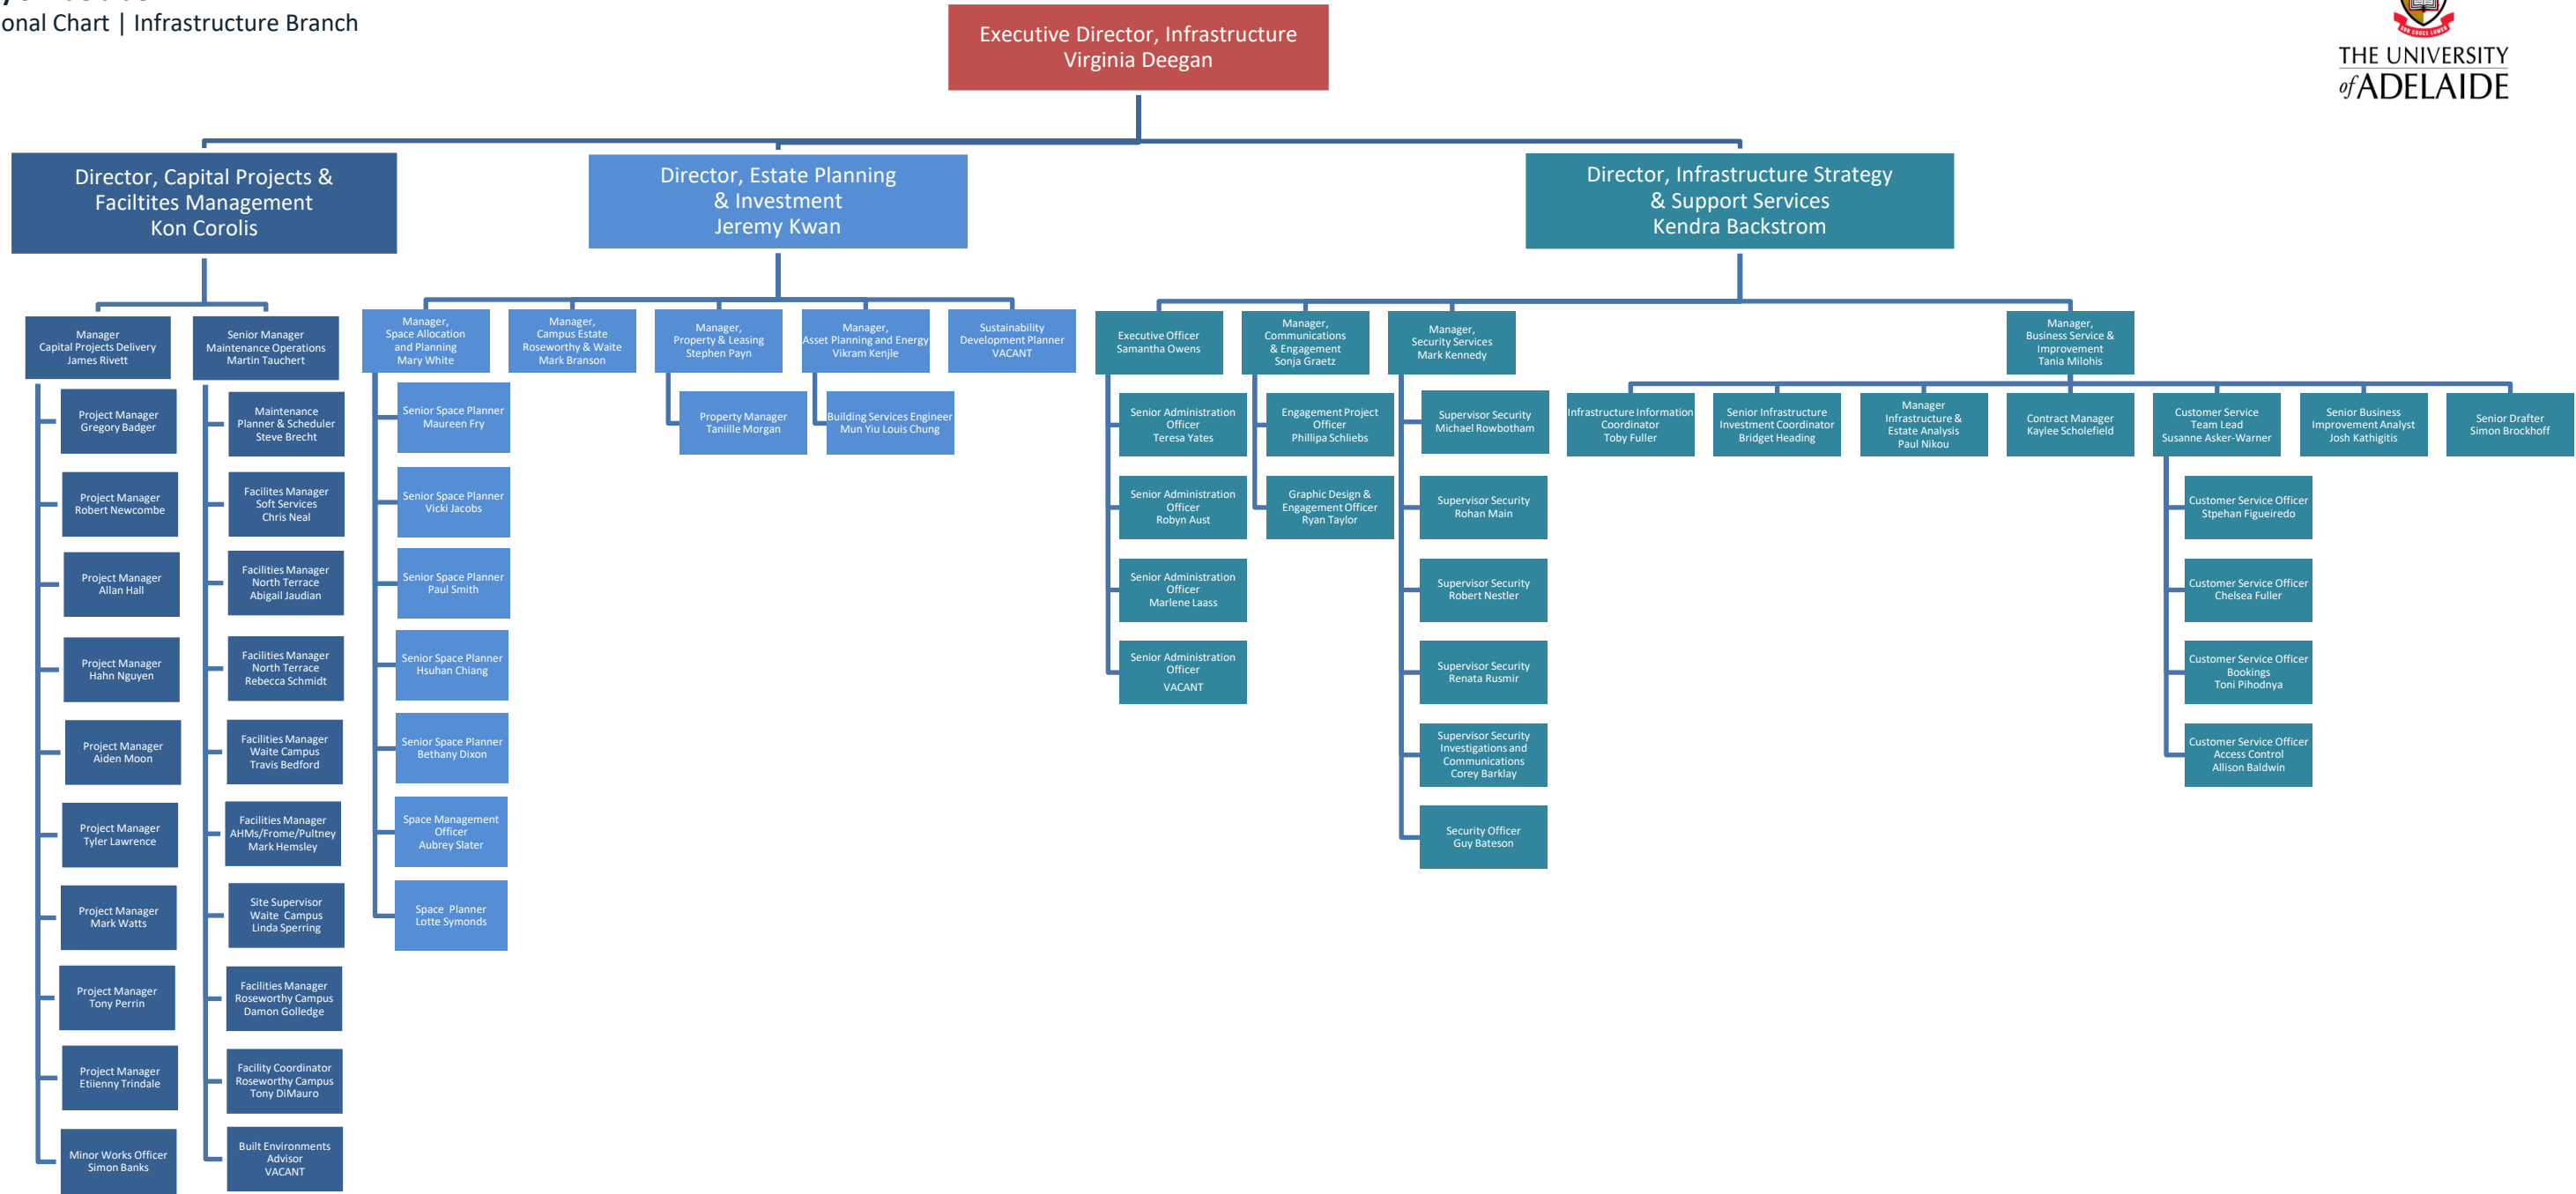 onal Chart | Infrastructure Branch
THE UNIVERSITY
of ADELAIDE
Executive Director, Infrastructure
Virginia Deegan
Director, Capital Projects &
Faciltites Management
Kon Corolis
Director, Estate Planning
& Investment
Jeremy Kwan
Director, Infrastructure Strategy
& Support Services
Kendra Backstrom
Manager
Capital Projects Delivery
James Rivett
Senior Manager
Maintenance Operations
Martin Tauchert
Manager,
Space Allocation
and Planning
Mary White
Manager,
Campus Estate
Roseworthy & Waite
Mark Branson
Manager,
Property & Leasing
Stephen Payn
Manager,
Asset Planning and Energy
Vikram Kenjle
Sustainability
Development Planner
VACANT
Executive Officer
Samantha Owens
Manager,
Communications
& Engagement
Sonja Graetz
Manager,
Security Services
Mark Kennedy
Manager,
Business Service &
Improvement
Tania Milohis
Project Manager
Gregory Badger
Project Manager
Robert Newcombe
Project Manager
Allan Hall
Project Manager
Hahn Nguyen
Project Manager
Aiden Moon
Project Manager
Tyler Lawrence
Project Manager
Mark Watts
Project Manager
Tony Perrin
Project Manager
Etiienny Trindale
Minor Works Officer
Simon Banks
Maintenance
Planner & Scheduler
Steve Brecht
Facilites Manager
Soft Services
Chris Neal
Facilities Manager
North Terrace
Abigail Jaudian
Facilities Manager
North Terrace
Rebecca Schmidt
Facilities Manager
Waite Campus
Travis Bedford
Facilities Manager
AHMs/Frome/Pultney
Mark Hemsley
Site Supervisor
Waite Campus
Linda Sperring
Facilities Manager
Roseworthy Campus
Damon Golledge
Facility Coordinator
Roseworthy Campus
Tony DiMauro
Built Environments
Advisor
VACANT
Senior Space Planner
Maureen Fry
Senior Space Planner
Vicki Jacobs
Senior Space Planner
Paul Smith
Senior Space Planner
Hsuhan Chiang
Senior Space Planner
Bethany Dixon
Space Management
Officer
Aubrey Slater
Space Planner
Lotte Symonds
Property Manager
Taniille Morgan
Building Services Engineer
Mun Yiu Louis Chung
Senior Administration
Officer
Teresa Yates
Senior Administration
Officer
Robyn Aust
Senior Administration
Officer
Marlene Laass
Senior Administration
Officer
VACANT
Engagement Project
Officer
Phillipa Schliebs
Graphic Design &
Engagement Officer
Ryan Taylor
Supervisor Security
Michael Rowbotham
Supervisor Security
Rohan Main
Supervisor Security
Robert Nestler
Supervisor Security
Renata Rusmir
Supervisor Security
Investigations and
Communications
Corey Barklay
Security Officer
Guy Bateson
Infrastructure Information
Coordinator
Toby Fuller
Senior Infrastructure
Investment Coordinator
Bridget Heading
Manager
Infrastructure &
Estate Analysis
Paul Nikou
Contract Manager
Kaylee Scholefield
Customer Service
Team Lead
Susanne Asker-Warner
Senior Business
Improvement Analyst
Josh Kathigitis
Senior Drafter
Simon Brockhoff
Customer Service Officer
Stpehan Figueiredo
Customer Service Officer
Chelsea Fuller
Customer Service Officer
Bookings
Toni Pihodnya
Customer Service Officer
Access Control
Allison Baldwin